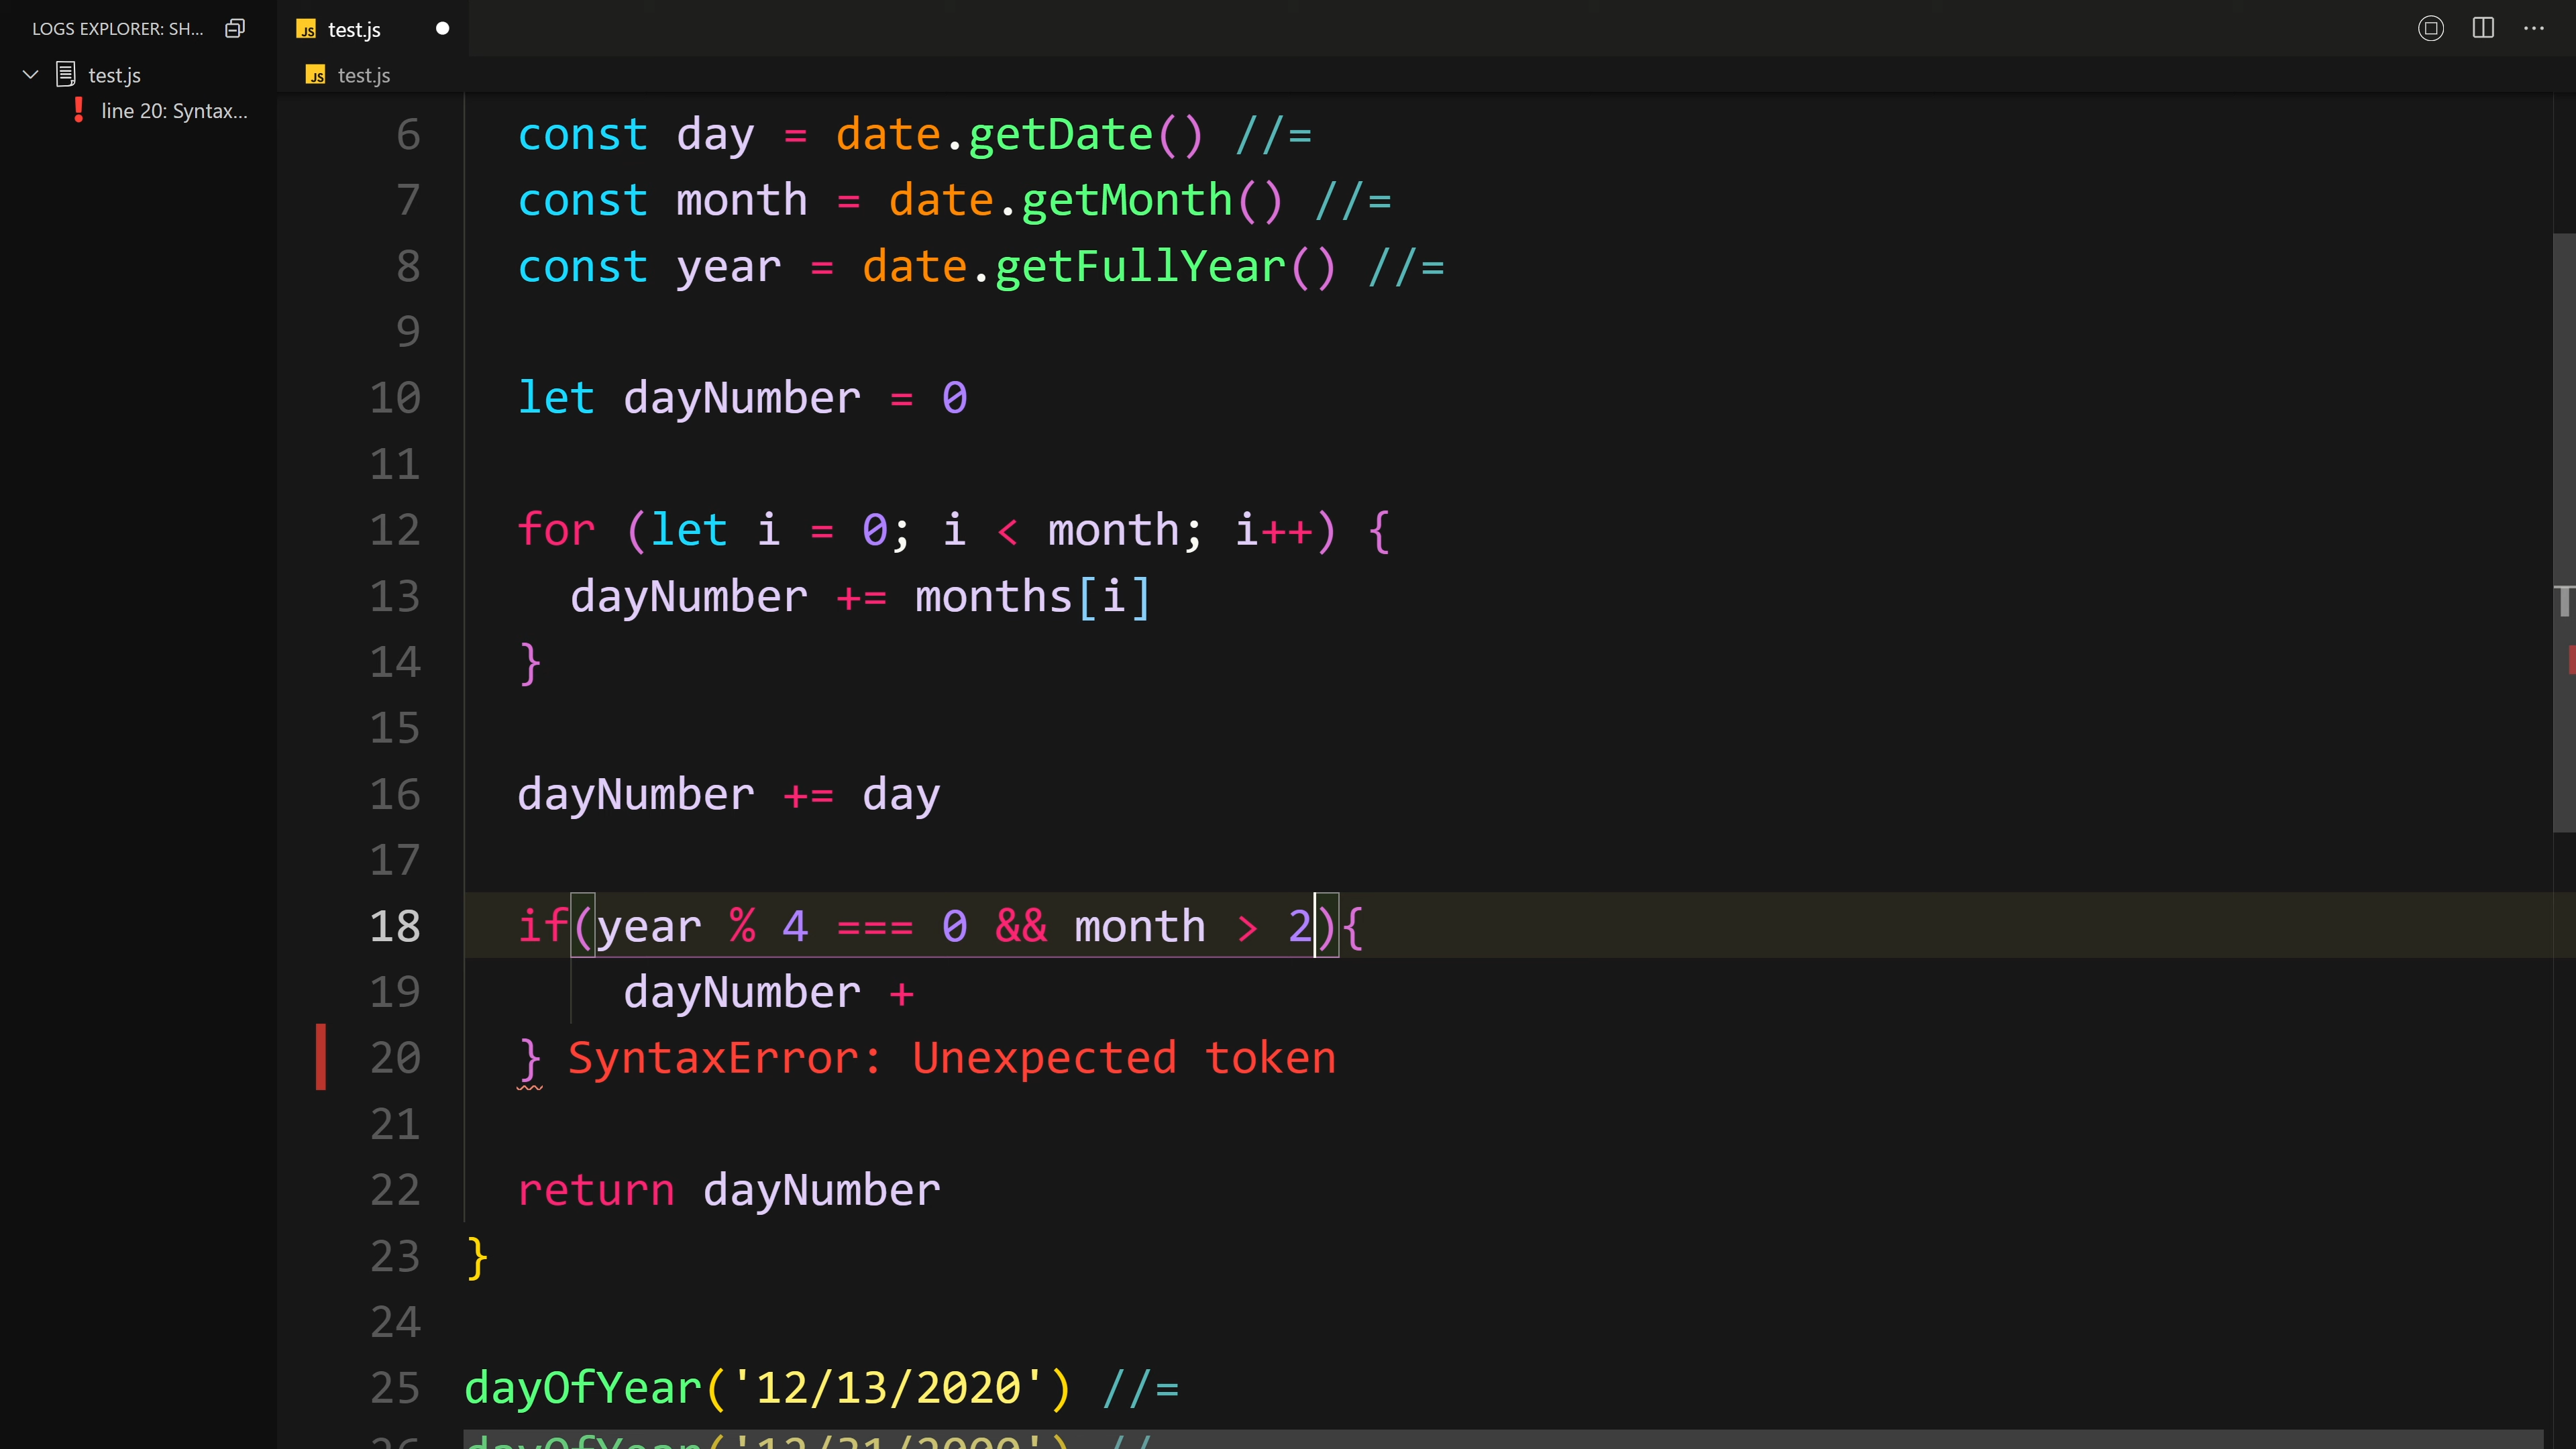 LOGS EXPLORER: SH...
test.js
line 20: Syntax...
test.js
test.js
6 const day = date.getDate() //=
7 const month = date.getMonth() //=
8 const year = date.getFullYear() //=
9
10 let dayNumber = 0
11
12 for (let i = 0; i < month; i++) {
13 dayNumber += months[i]
14 }
15
16 dayNumber += day
17
18 if(year % 4 === 0 && month > 2){
19 dayNumber +
20 } SyntaxError: Unexpected token
21
22 return dayNumber
23 }
24
25 dayOfYear('12/13/2020') //=